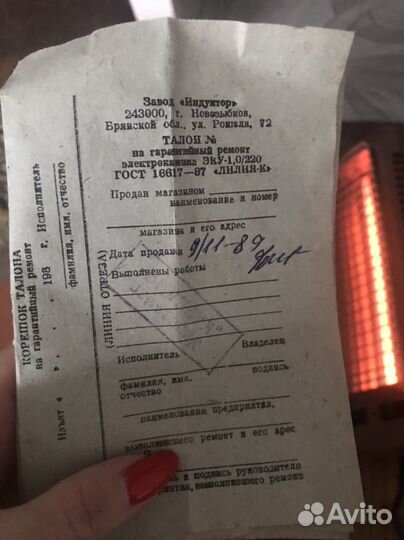 Завод «Индуктор»
243000, г. Новозыбков,
Брянской обл., ул. Рошаля, 72
ТАЛОН №
на гарантийный ремонт
электрокамина ЭКУ-1,0/220
ГОСТ 16617—87 «ЛИЛИЯ-К»
Продан магазином
наименование и номер
магазина и его адрес
Дата продажи 9/11-89
Выполнены работы
Исполнитель Владелец
фамилия, имя. подпись
отчество
наименование предприятия,
выполнившего ремонт и его адрес
ь и подпись руководителя
выполнившего ремонт
(ЛИНИЯ ОТРЕЗА)
КОРЕШОК ТАЛОНА
на гарантийный ремонт
Изъят « » . . . 198 г. Исполнитель
фамилия, имя, отчество
Avito